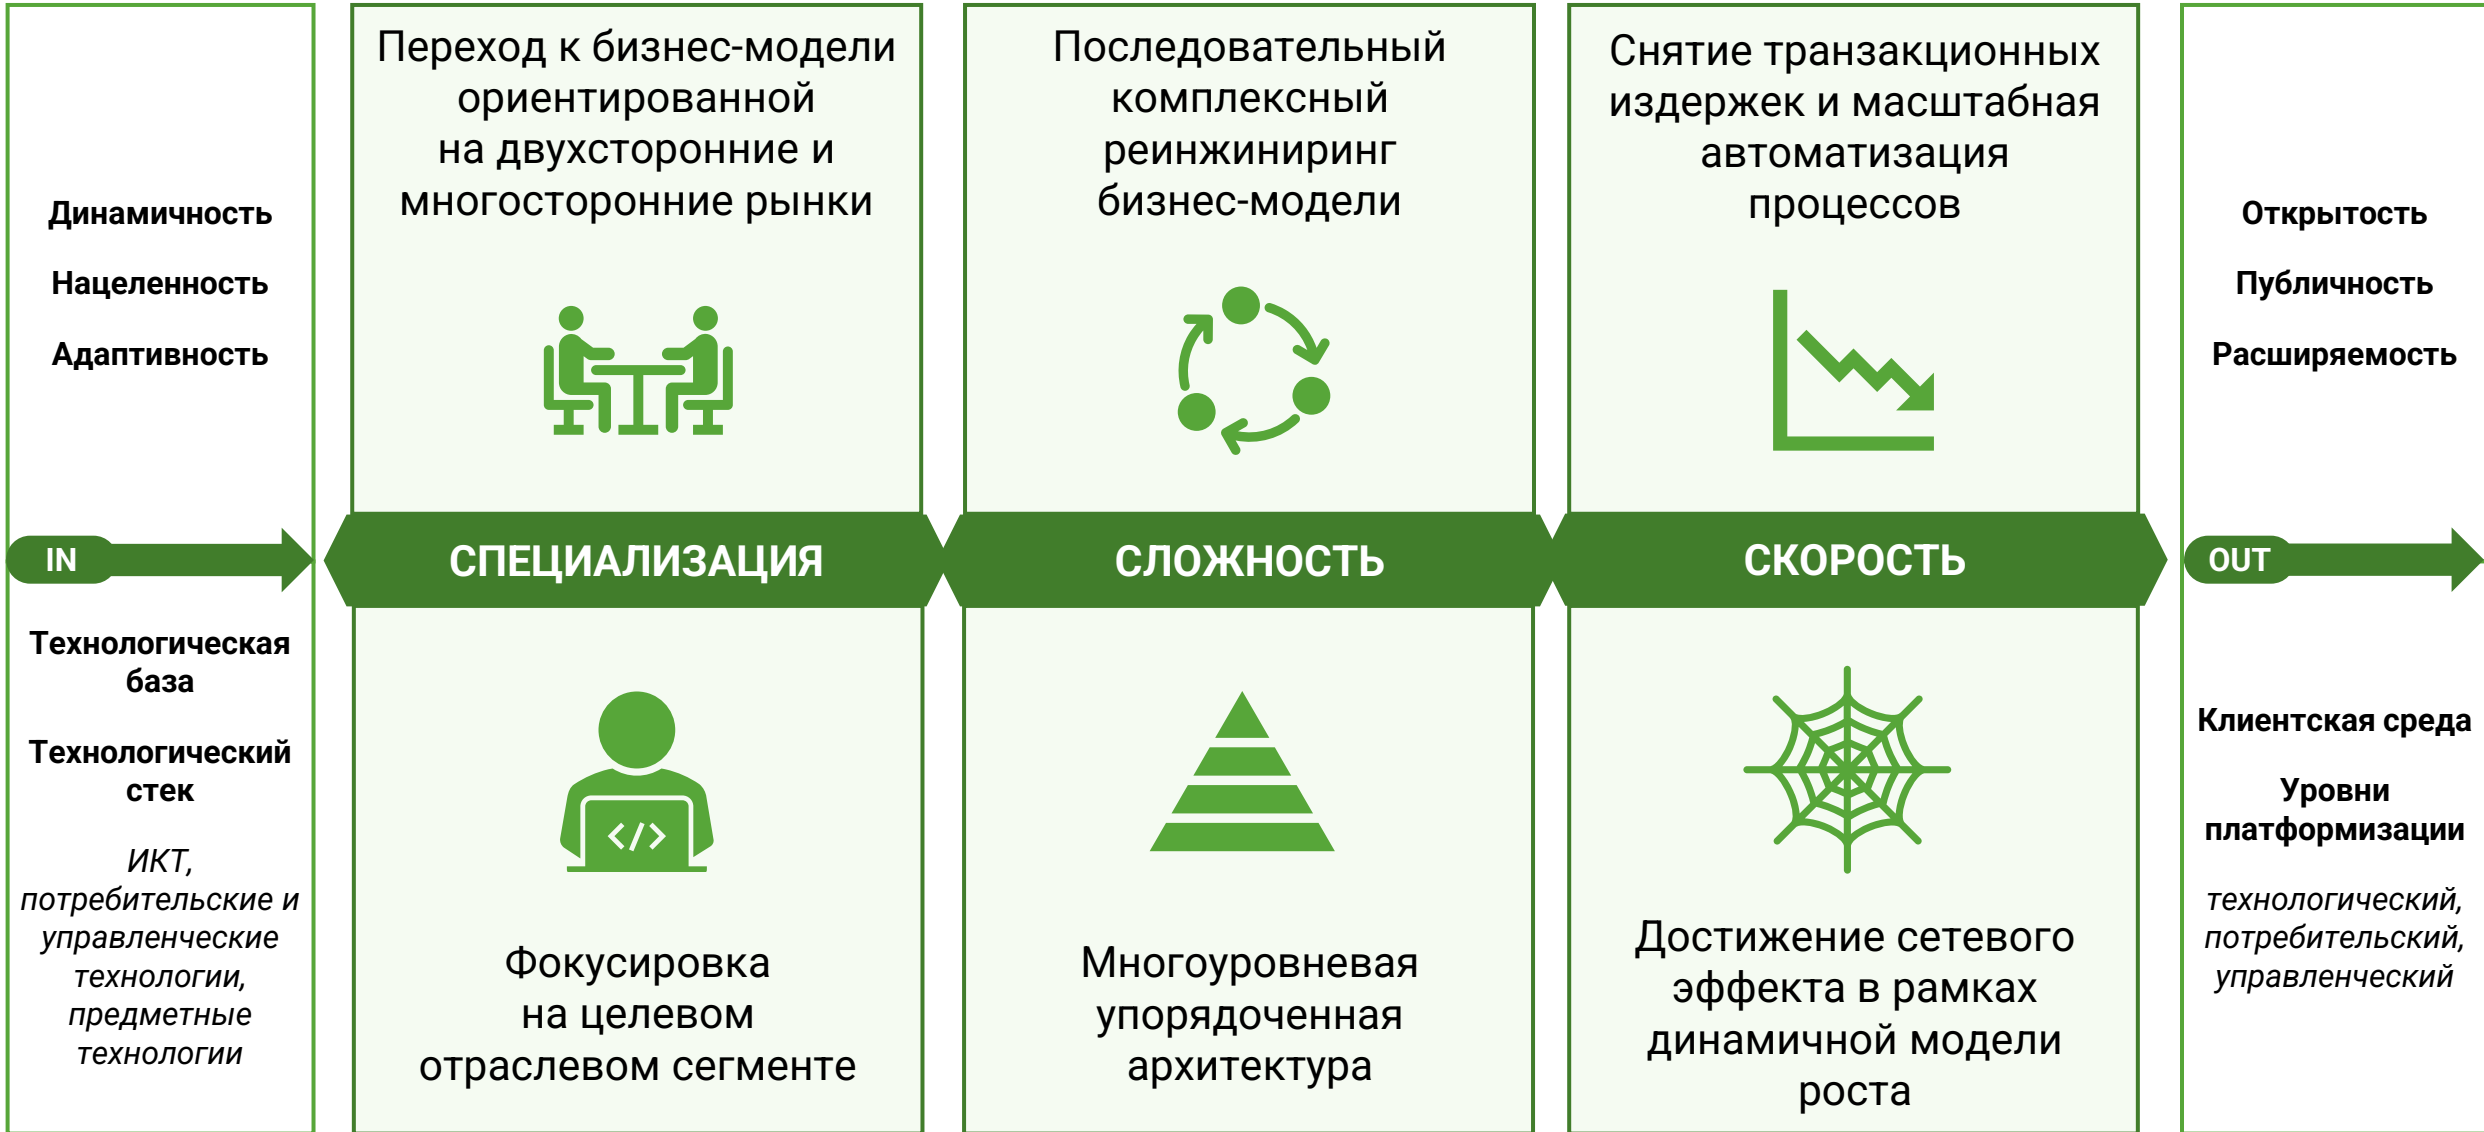 Динамичность
Нацеленность
Адаптивность
IN
Технологическая
база
Технологический
стек
ИКТ,
потребительские и
управленческие
технологии,
предметные
технологии
Переход к бизнес-модели
ориентированной
на двухсторонние и
многосторонние рынки
СПЕЦИАЛИЗАЦИЯ
</>
Фокусировка
на целевом
отраслевом сегменте
Последовательный
комплексный
реинжиниринг
бизнес-модели
СЛОЖНОСТЬ
Многоуровневая
упорядоченная
архитектура
Снятие транзакционных
издержек и масштабная
автоматизация
процессов
СКОРОСТЬ
Достижение сетевого
эффекта в рамках
динамичной модели
роста
Открытость
Публичность
Расширяемость
OUT
Клиентская среда
Уровни
платформизации
технологический,
потребительский,
управленческий